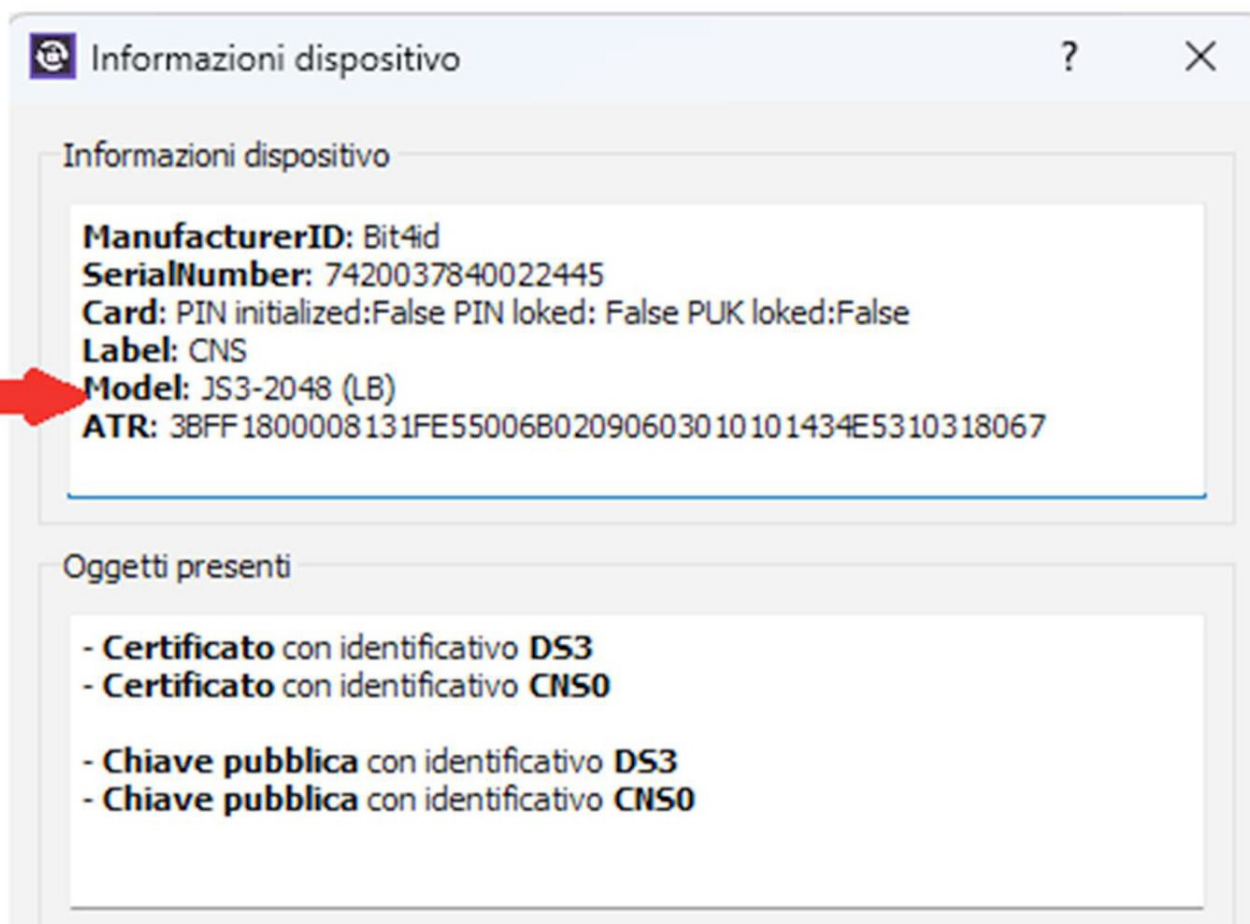 Informazioni dispositivo ?
Informazioni dispositivo
ManufacturerID: Bit4id
SerialNumber: 7420037840022445
Card: PIN initialized:False PIN loked: False PUK loked:False
Label: CNS
Model: JS3-2048 (LB)
ATR: 3BFF1800008131FE55006B02090603010101434E5310318067
Oggetti presenti
- Certificato con identificativo DS3
- Certificato con identificativo CNS0
- Chiave pubblica con identificativo DS3
- Chiave pubblica con identificativo CNS0